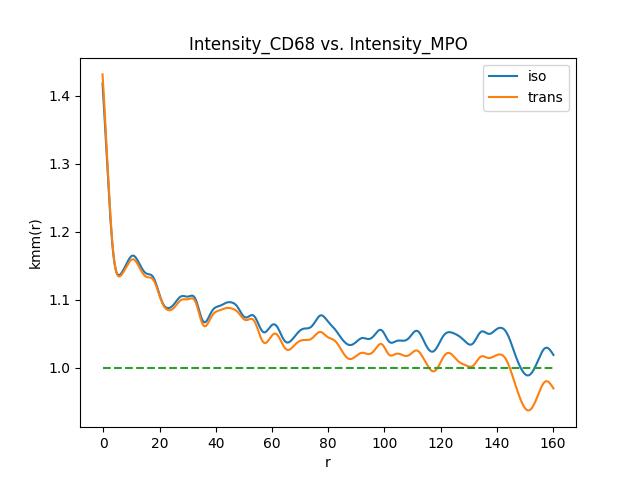 Intensity_CD68 vs. Intensity_MPO
iso
trans
kmm(r)
1.4
1.3
1.2
1.1
1.0
0 20 40 60 80 100 120 140 160
r